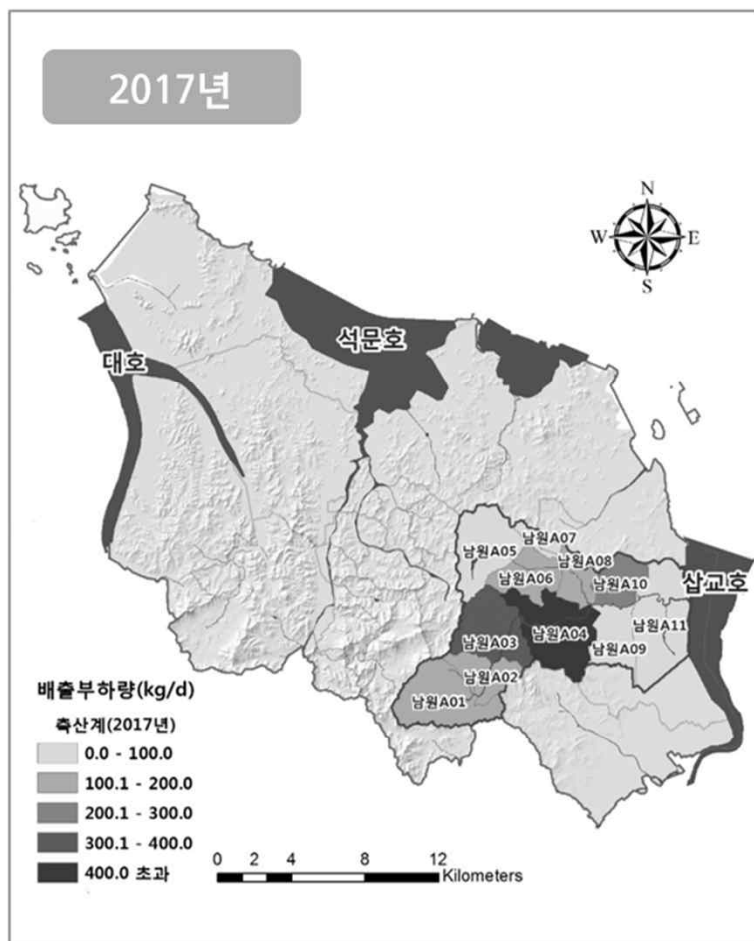 2017년
N
W E
S
석문호
대호
남원A07
남원A05
남원A08
남원A06
남원A10
삽교호
남원A11
남원A04
남원A03
남원A09
남원A02
남원A01
배출부하량(kg/d)
축산계(2017년)
0.0 - 100.0
100.1 - 200.0
200.1 - 300.0
300.1 - 400.0
400.0 초과
0 2 4 8 12
Kilometers